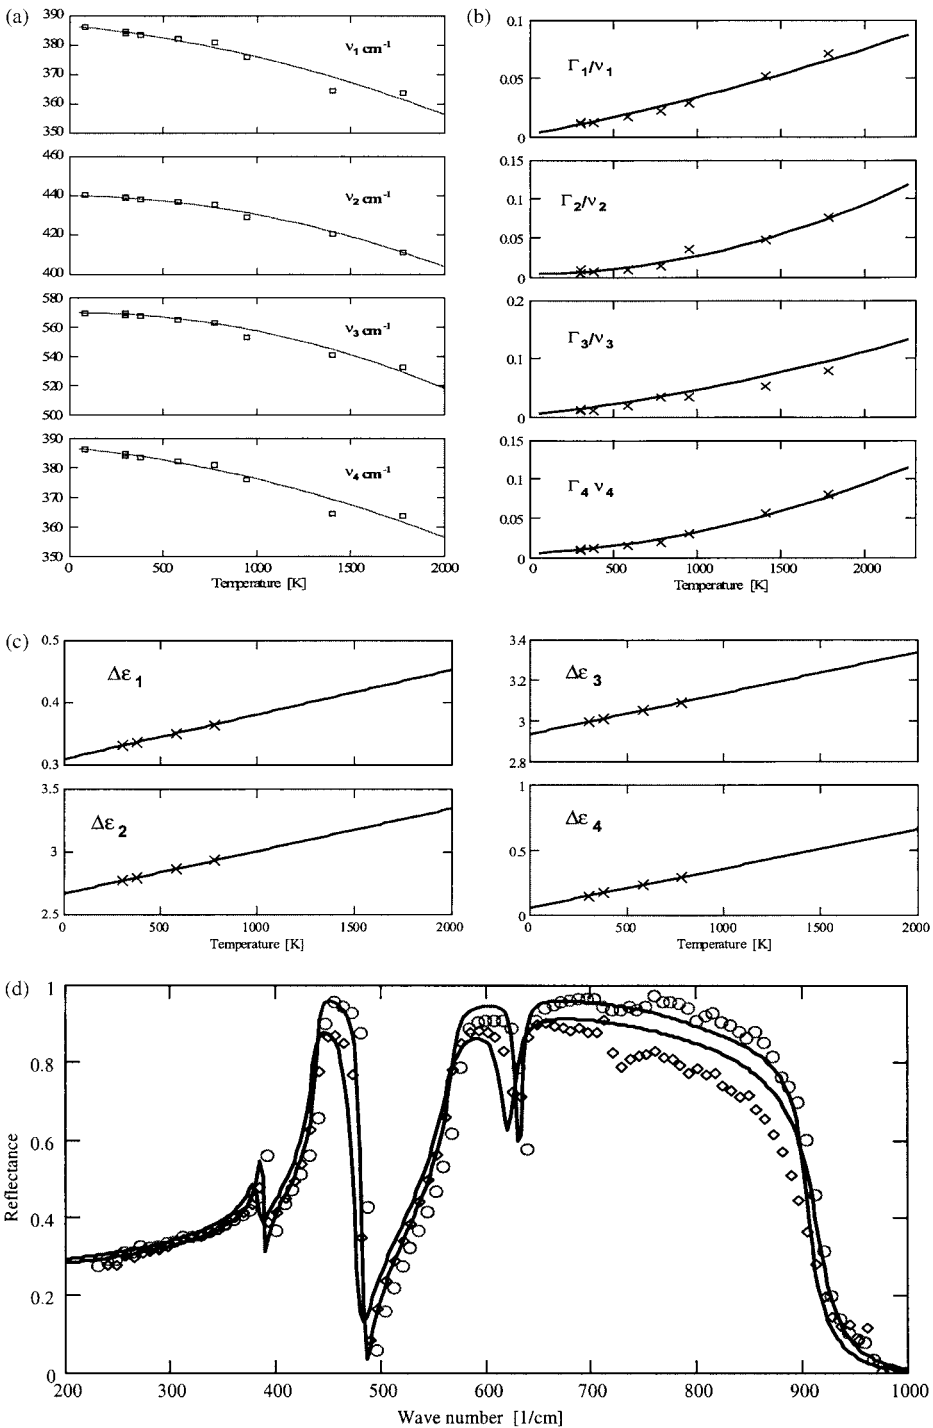 (a)
390
380
370
360
350
ν1 cm-1
460
440
420
400
ν2 cm-1
580
560
540
520
500
ν3 cm-1
390
380
370
360
350
ν4 cm-1
0 500 1000 1500 2000
Temperature [K]
(b)
0.1
0.05
0
Γ1/ν1
0.15
0.1
0.05
0
Γ2/ν2
0.2
0.1
0
Γ3/ν3
0.15
0.1
0.05
0
Γ4 ν4
0 500 1000 1500 2000
Temperature [K]
(c)
0.5
0.4
0.3
Δε1
3.5
3
2.5
Δε2
0 500 1000 1500 2000
Temperature [K]
3.4
3.2
3
2.8
Δε3
1
0.5
0
Δε4
0 500 1000 1500 2000
Temperature [K]
(d)
1
0.8
0.6
0.4
0.2
0
Reflectance
200 300 400 500 600 700 800 900 1000
Wave number [1/cm]